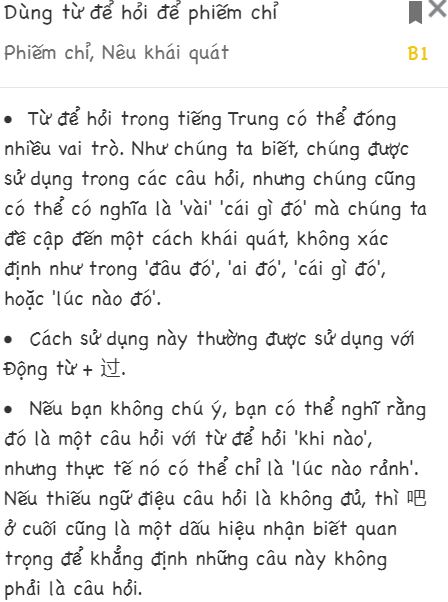 Dùng từ để hỏi để phiếm chỉ
Phiếm chỉ, Nêu khái quát
B1
• Từ để hỏi trong tiếng Trung có thể đóng
nhiều vai trò. Như chúng ta biết, chúng được
sử dụng trong các câu hỏi, nhưng chúng cũng
có thể có nghĩa là 'vài' 'cái gì đó' mà chúng ta
đề cập đến một cách khái quát, không xác
định như trong 'đâu đó', 'ai đó', 'cái gì đó',
hoặc 'lúc nào đó'.
• Cách sử dụng này thường được sử dụng với
Động từ + 过.
• Nếu bạn không chú ý, bạn có thể nghĩ rằng
đó là một câu hỏi với từ để hỏi 'khi nào',
nhưng thực tế nó có thể chỉ là 'lúc nào rảnh'.
Nếu thiếu ngữ điệu câu hỏi là không đủ, thì 吧
ở cuối cũng là một dấu hiệu nhận biết quan
trọng để khẳng định những câu này không
phải là câu hỏi.